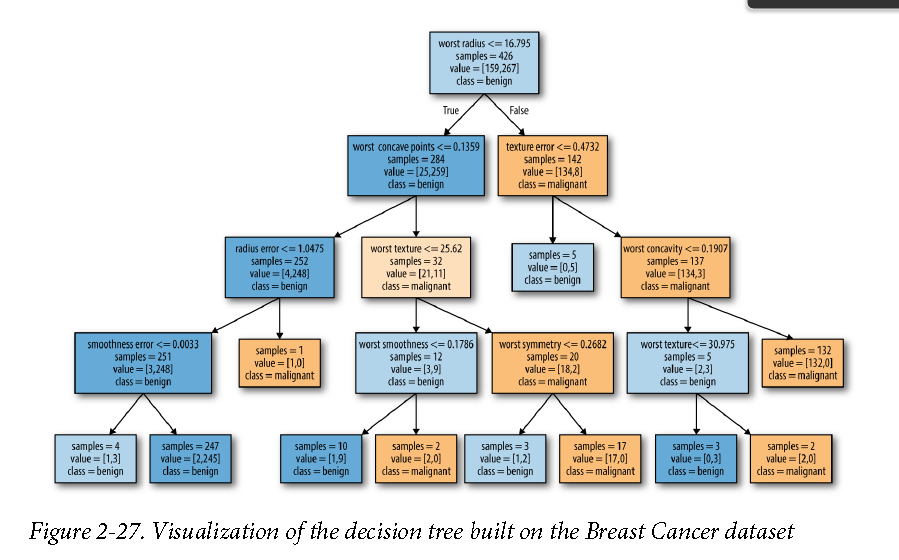 worst radius <= 16.795
samples = 426
value = [159,267]
class = benign
True
False
worst concave points <= 0.1359
samples = 284
value = [25,259]
class = benign
texture error <= 0.4732
samples = 142
value = [134,8]
class = malignant
radius error <= 1.0475
samples = 252
value = [4,248]
class = benign
worst texture <= 25.62
samples = 32
value = [21,11]
class = malignant
samples = 5
value = [0,5]
class = benign
worst concavity <= 0.1907
samples = 137
value = [134,3]
class = malignant
smoothness error <= 0.0033
samples = 251
value = [3,248]
class = benign
samples = 1
value = [1,0]
class = malignant
worst smoothness <= 0.1786
samples = 12
value = [3,9]
class = benign
worst symmetry <= 0.2682
samples = 20
value = [18,2]
class = malignant
worst texture<= 30.975
samples = 5
value = [2,3]
class = benign
samples = 132
value = [132,0]
class = malignant
samples = 4
value = [1,3]
class = benign
samples = 247
value = [2,245]
class = benign
samples = 10
value = [1,9]
class = benign
samples = 2
value = [2,0]
class = malignant
samples = 3
value = [1,2]
class = benign
samples = 17
value = [17,0]
class = malignant
samples = 3
value = [0,3]
class = benign
samples = 2
value = [2,0]
class = malignant
Figure 2-27. Visualization of the decision tree built on the Breast Cancer dataset